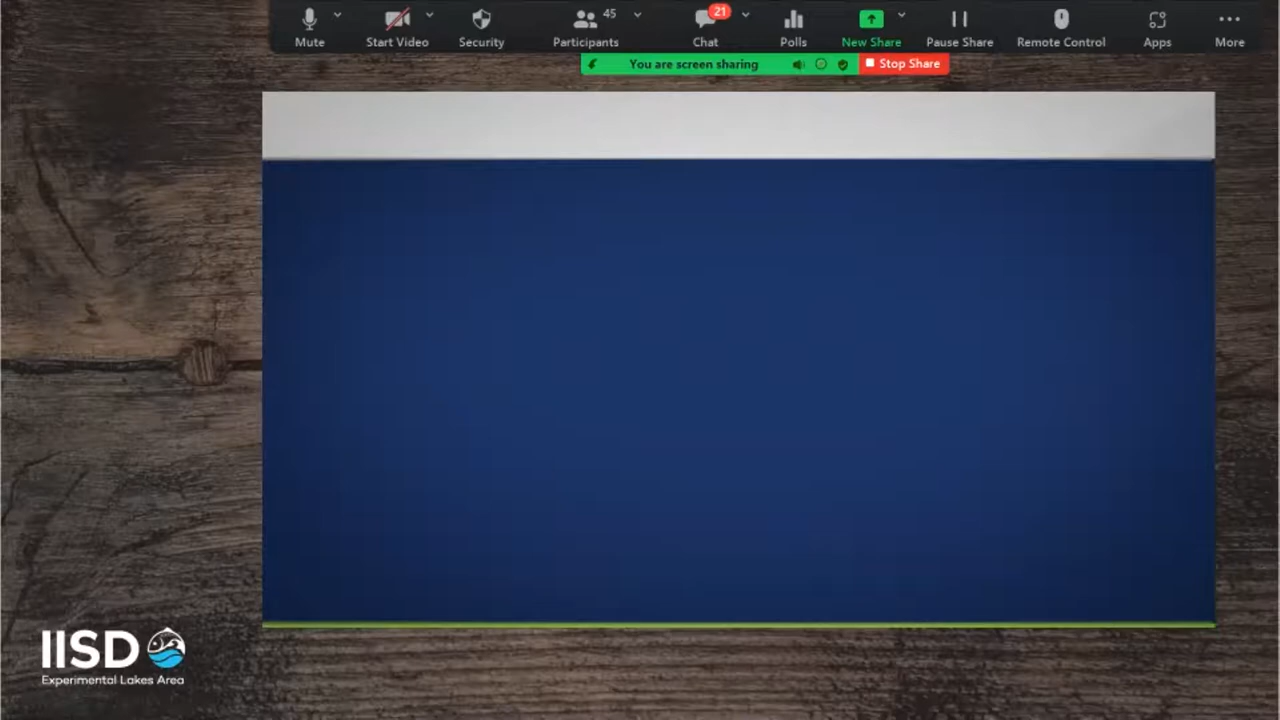 45
21
Mute
Start Video
Security
Participants
Chat
Polls
New Share
Pause Share
Remote Control
Apps
More
You are screen sharing
Stop Share
IISD
Experimental Lakes Area